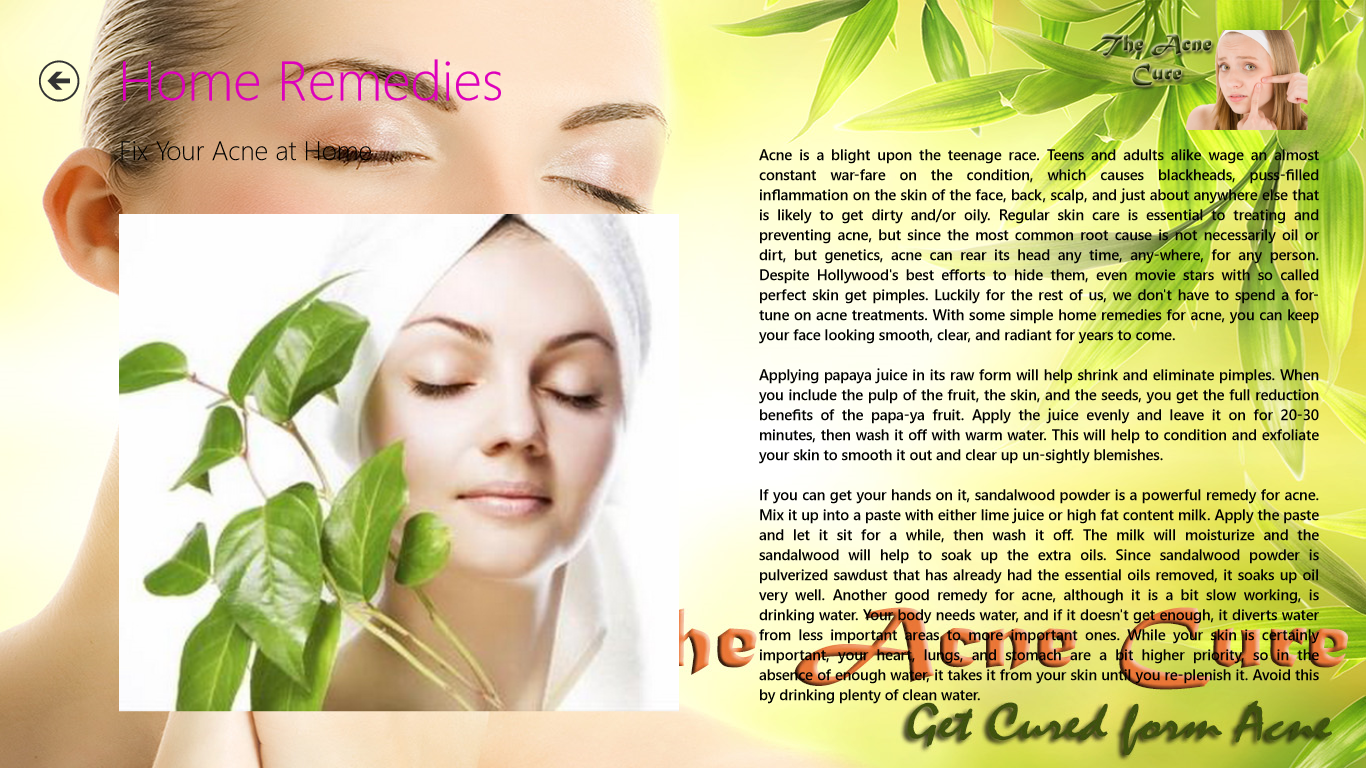 Home Remedies
Fix Your Acne at Home
The Acne
Cure
Acne is a blight upon the teenage race. Teens and adults alike wage an almost
constant war-fare on the condition, which causes blackheads, puss-filled
inflammation on the skin of the face, back, scalp, and just about anywhere else that
is likely to get dirty and/or oily. Regular skin care is essential to treating and
preventing acne, but since the most common root cause is not necessarily oil or
dirt, but genetics, acne can rear its head any time, any-where, for any person.
Despite Hollywood's best efforts to hide them, even movie stars with so called
perfect skin get pimples. Luckily for the rest of us, we don't have to spend a for-
tune on acne treatments. With some simple home remedies for acne, you can keep
your face looking smooth, clear, and radiant for years to come.
Applying papaya juice in its raw form will help shrink and eliminate pimples. When
you include the pulp of the fruit, the skin, and the seeds, you get the full reduction
benefits of the papa-ya fruit. Apply the juice evenly and leave it on for 20-30
minutes, then wash it off with warm water. This will help to condition and exfoliate
your skin to smooth it out and clear up un-sightly blemishes.
If you can get your hands on it, sandalwood powder is a powerful remedy for acne.
Mix it up into a paste with either lime juice or high fat content milk. Apply the paste
and let it sit for a while, then wash it off. The milk will moisturize and the
sandalwood will help to soak up the extra oils. Since sandalwood powder is
pulverized sawdust that has already had the essential oils removed, it soaks up oil
very well. Another good remedy for acne, although it is a bit slow working, is
drinking water. Your body needs water, and if it doesn't get enough, it diverts water
from less important areas to more important ones. While your skin is certainly
important, your heart, lungs, and stomach are a bit higher priority, so in the
absence of enough water, it takes it from your skin until you re-plenish it. Avoid this
by drinking plenty of clean water.
he Acne Cure
Get Cured form Acne